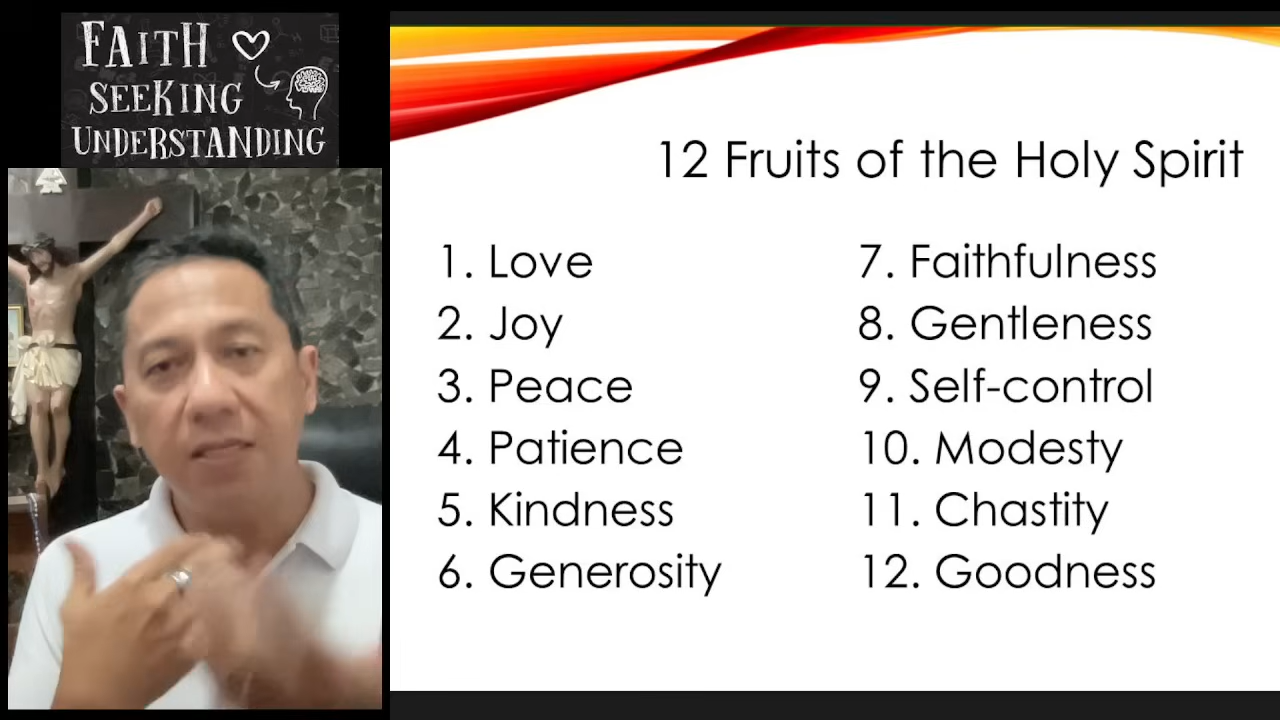 FAITH
SEEKING
UNDERSTANDING
12 Fruits of the Holy Spirit
1. Love
2. Joy
3. Peace
4. Patience
5. Kindness
6. Generosity
7. Faithfulness
8. Gentleness
9. Self-control
10. Modesty
11. Chastity
12. Goodness